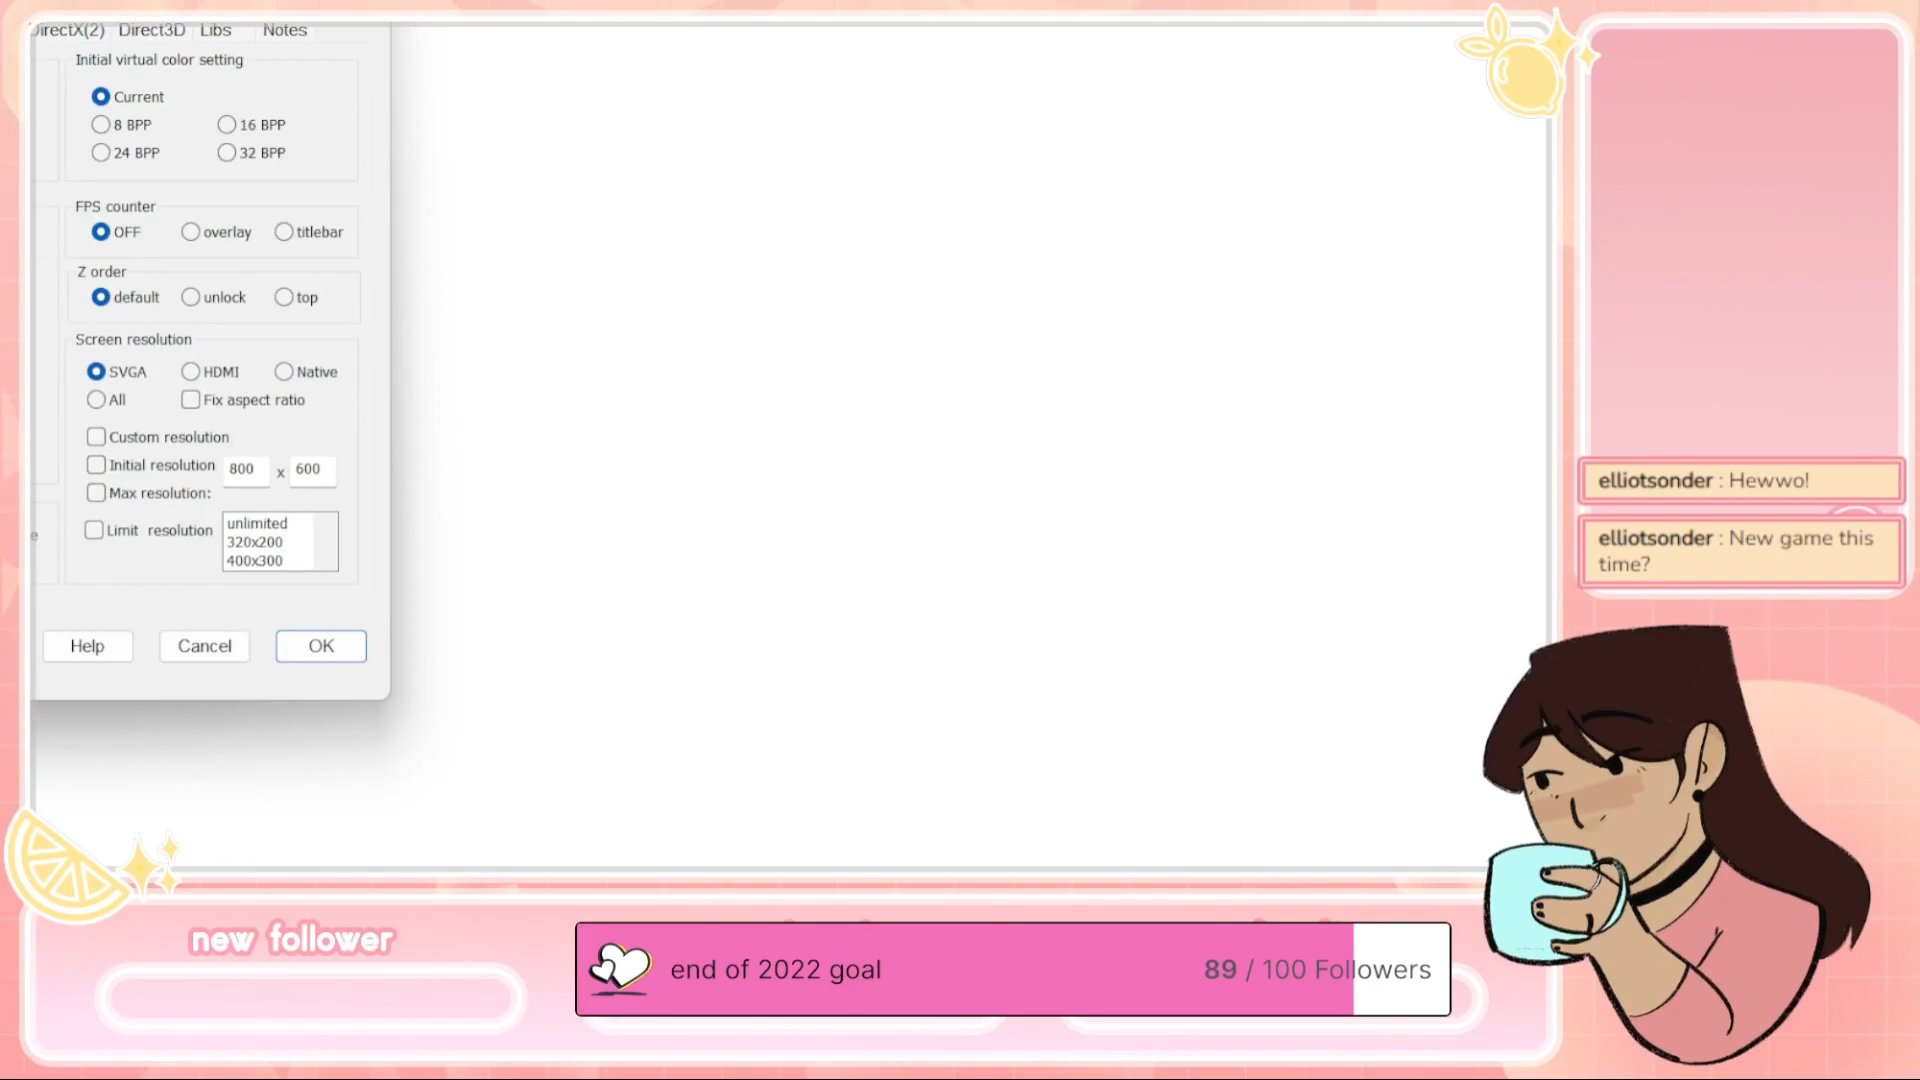 DirectX(2) Direct3D Libs Notes
Initial virtual color setting
Current
8 BPP 16 BPP
24 BPP 32 BPP
FPS counter
OFF overlay titlebar
Z order
default unlock top
Screen resolution
SVGA HDMI Native
All Fix aspect ratio
Custom resolution
Initial resolution 800 x 600
Max resolution:
Limit resolution unlimited
320x200
400x300
e
Help Cancel OK
elliotsonder : Hewwo!
elliotsonder : New game this
time?
new follower
end of 2022 goal 89 / 100 Followers